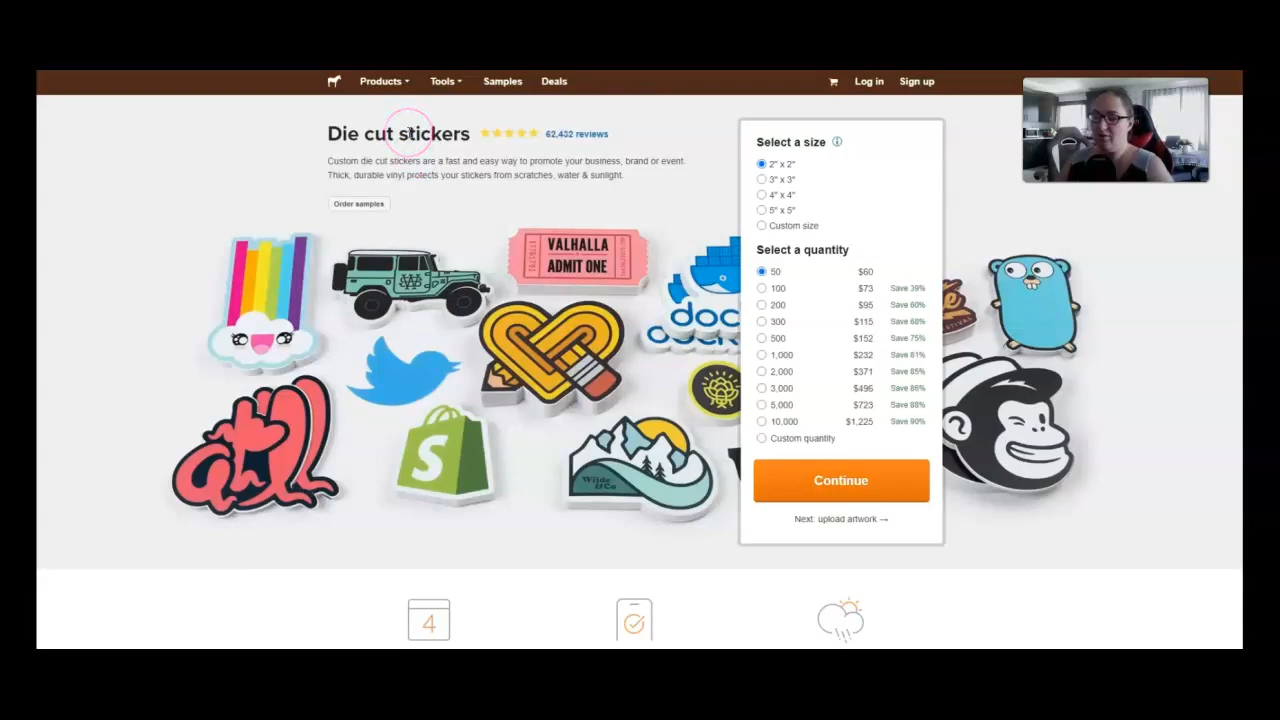 Products Tools Samples Deals Log in Sign up
Die cut stickers 62,432 reviews
Custom die cut stickers are a fast and easy way to promote your business, brand or event.
Thick, durable vinyl protects your stickers from scratches, water & sunlight.
Order samples
VALHALLA
ADMIT ONE
doc
S
Wilde
& Co
Select a size
2" x 2"
3" x 3"
4" x 4"
5" x 5"
Custom size
Select a quantity
50 $60
100 $73 Save 39%
200 $95 Save 60%
300 $115 Save 68%
500 $152 Save 75%
1,000 $232 Save 81%
2,000 $371 Save 85%
3,000 $496 Save 86%
5,000 $723 Save 88%
10,000 $1,225 Save 90%
Custom quantity
Continue
Next: upload artwork →
4